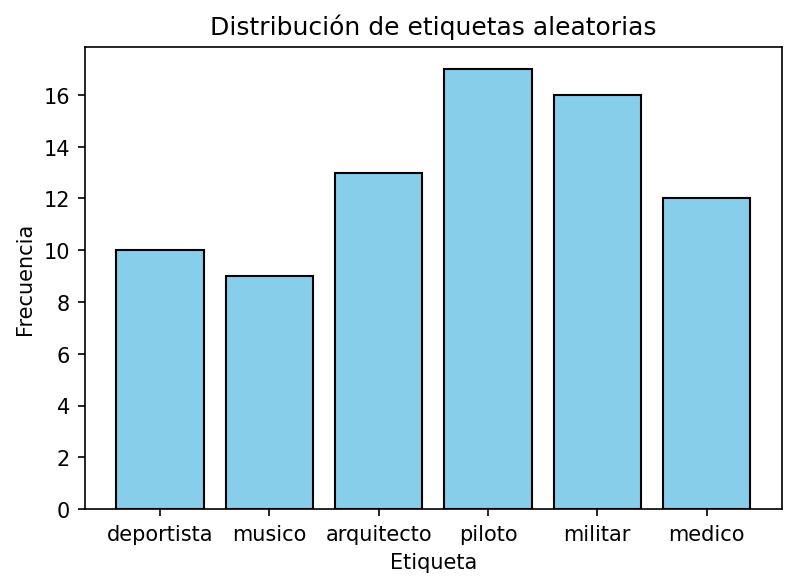 Distribución de etiquetas aleatorias
16
14
12
10
8
6
4
2
0
Frecuencia
deportista musico arquitecto piloto militar medico
Etiqueta